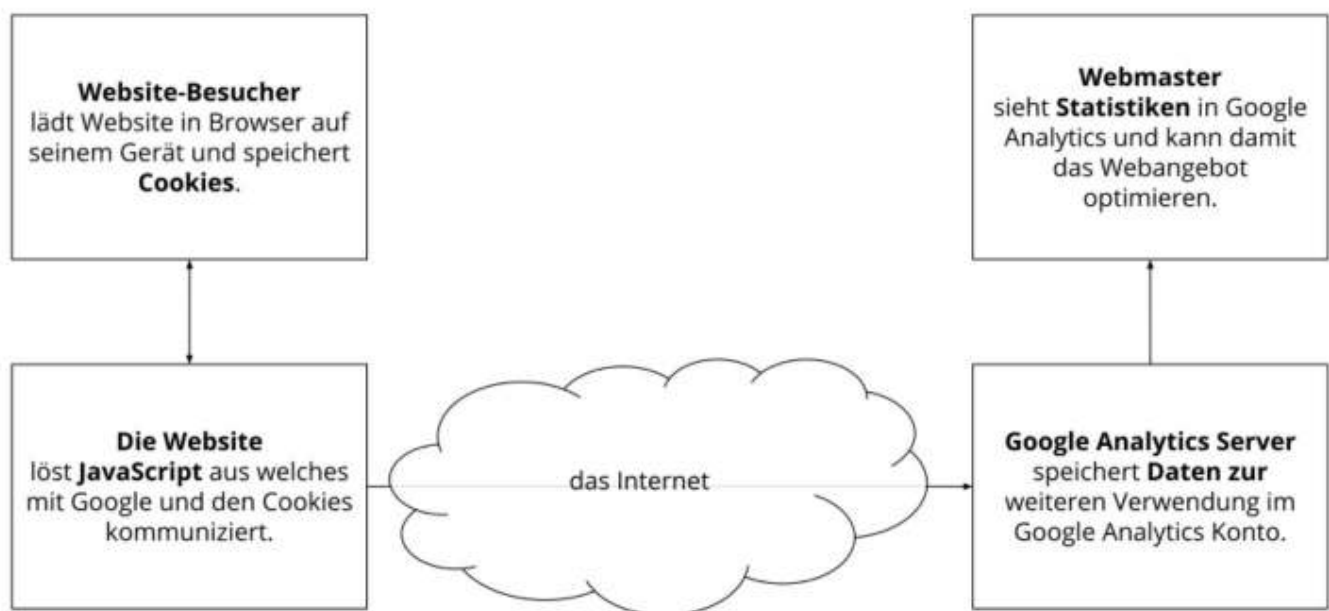 Website-Besucher
lädt Website in Browser auf
seinem Gerät und speichert
Cookies.
Webmaster
sieht Statistiken in Google
Analytics und kann damit
das Webangebot
optimieren.
Die Website
löst JavaScript aus welches
mit Google und den Cookies
kommuniziert.
das Internet
Google Analytics Server
speichert Daten zur
weiteren Verwendung im
Google Analytics Konto.